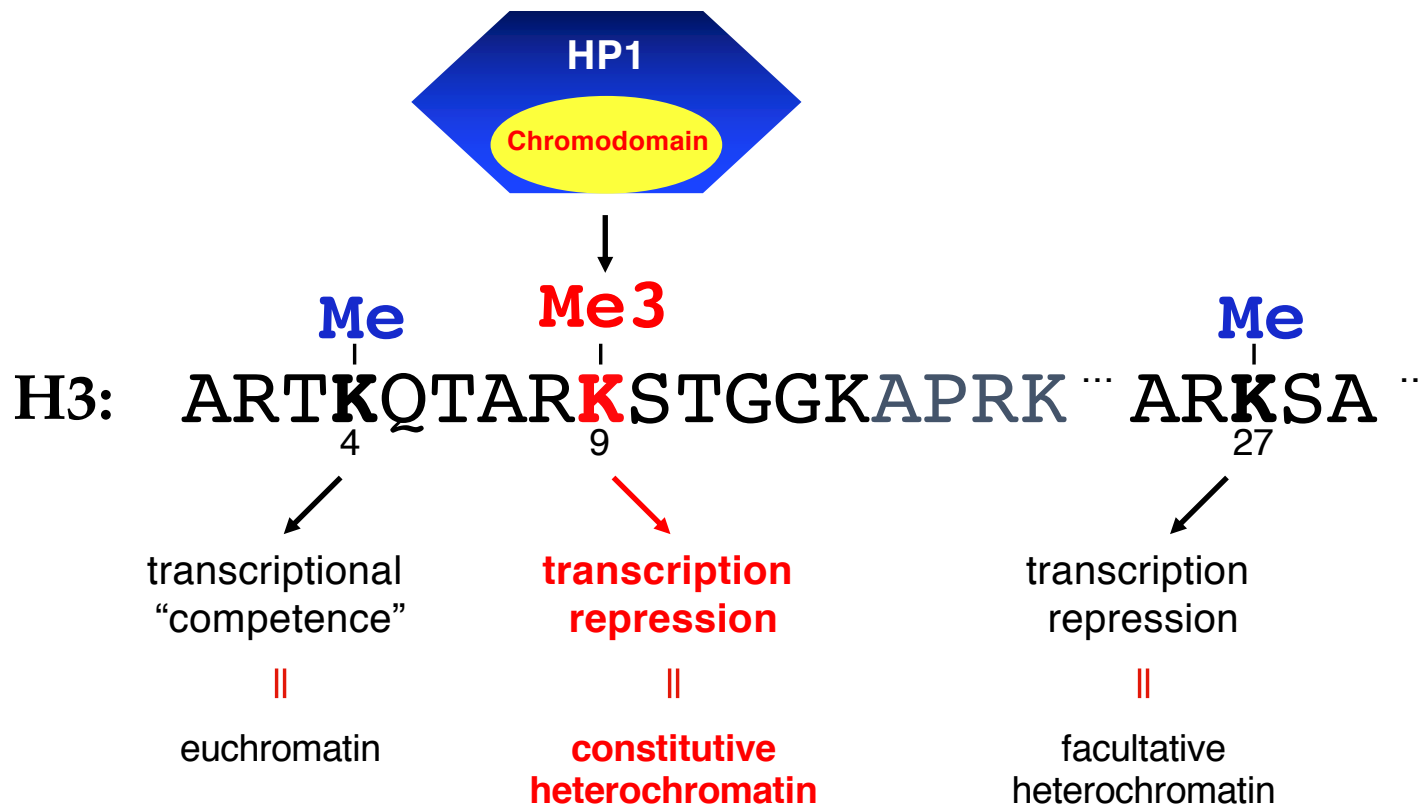 HP1
Chromodomain
Me Me3 Me
H3: ARTKQTARKSTGGKAPRK ... ARKSA ..
4 9 27
transcriptional transcription transcription
“competence” repression repression
|| || ||
euchromatin constitutive facultative
heterochromatin heterochromatin